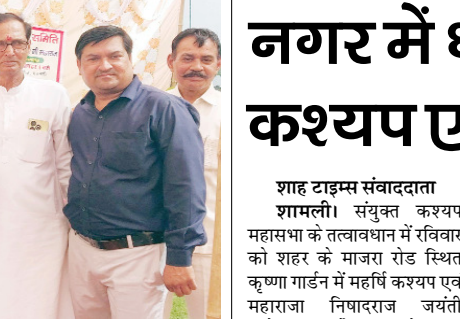 समिति
नगर में
कश्यप ए
शाह टाइम्स संवाददाता
शामली। संयुक्त कश्यप
महासभा के तत्वावधान में रविवार
को शहर के माजरा रोड स्थित
कृष्णा गार्डन में महर्षि कश्यप एव
महाराजा निषादराज जयंती